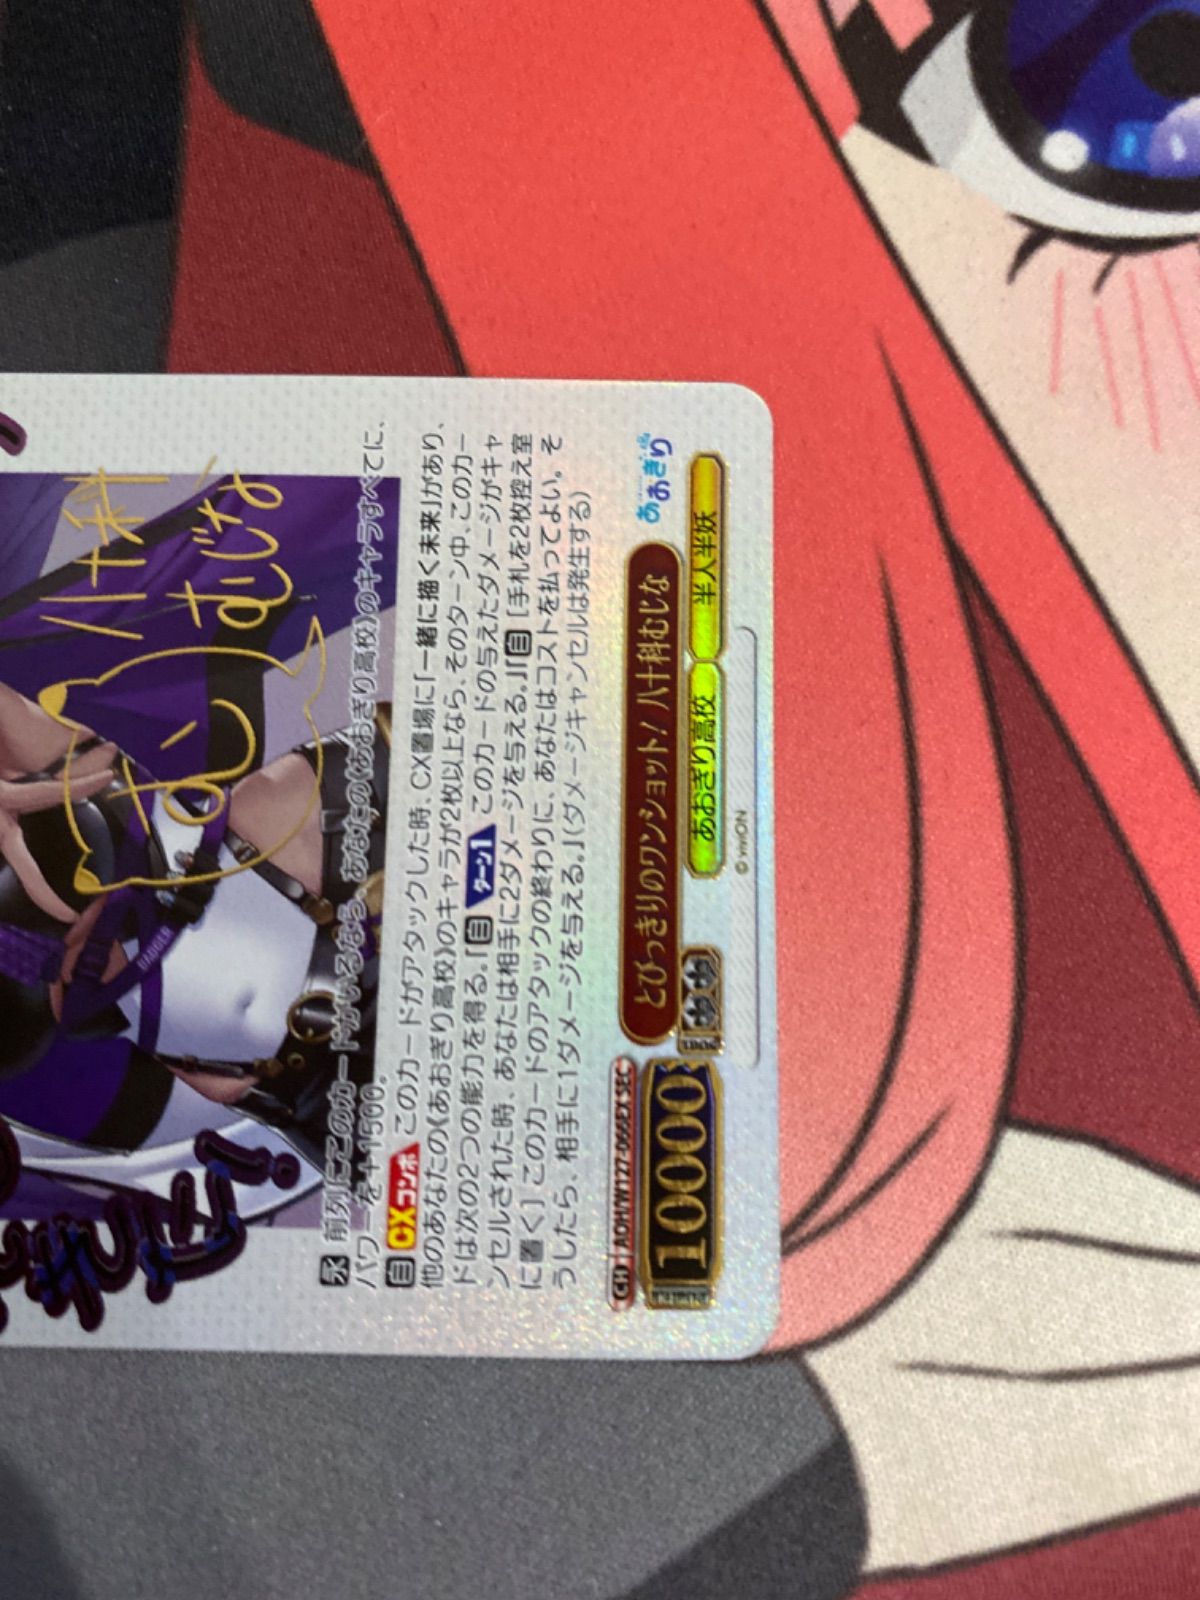 八十科
むじな
む
DANGER
永 前列にこのカードがいるなら、あなたの《あおぎり高校》のキャラすべてに、
パワーを+1500。
自 CXコンボ このカードがアタックした時、CX置場に「一緒に描く未来」があり、
他のあなたの《あおぎり高校》のキャラが2枚以上なら、そのターン中、このカー
ドは次の2つの能力を得る。『自 ターン1 このカードの与えたダメージがキャ
ンセルされた時、あなたは相手に2ダメージを与える。』『自 [手札を2枚控え室
に置く] このカードのアタックの終わりに、あなたはコストを払ってよい。そ
うしたら、相手に1ダメージを与える。』(ダメージキャンセルは発生する)
CH AOH/W127-066EX SEC
とびっきりのワンショット! 八十科むじな
あおぎり
10000
あおぎり高校
半人半妖
© viviON